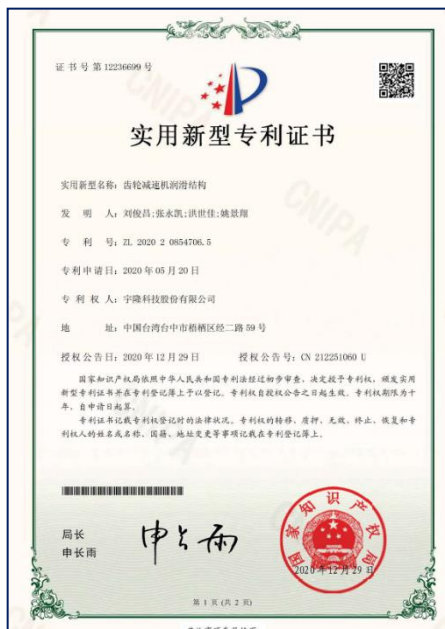 证书号第12236699号
实用新型专利证书
实用新型名称：齿轮减速机润滑结构
发明人：刘俊昌;张永凯;洪世佳;姚景翔
专利号：ZL 2020 2 0854706.5
专利申请日：2020年05月20日
专利权人：宇隆科技股份有限公司
地址：中国台湾台中市梧栖区经二路59号
授权公告日：2020年12月29日 授权公告号：CN 212251060 U
国家知识产权局依照中华人民共和国专利法经过初步审查，决定授予专利权，颁发实用
新型专利证书并在专利登记簿上予以登记。专利权自授权公告之日起生效。专利权期限为十
年，自申请日起算。
专利证书记载专利权登记时的法律状况。专利权的转移、质押、无效、终止、恢复和专
利权人的姓名或名称、国籍、地址变更等事项记载在专利登记簿上。
局长
申长雨
申长雨
国家知识产权局
2020年12月29日
第1页（共2页）
CNIPA
CNIPA